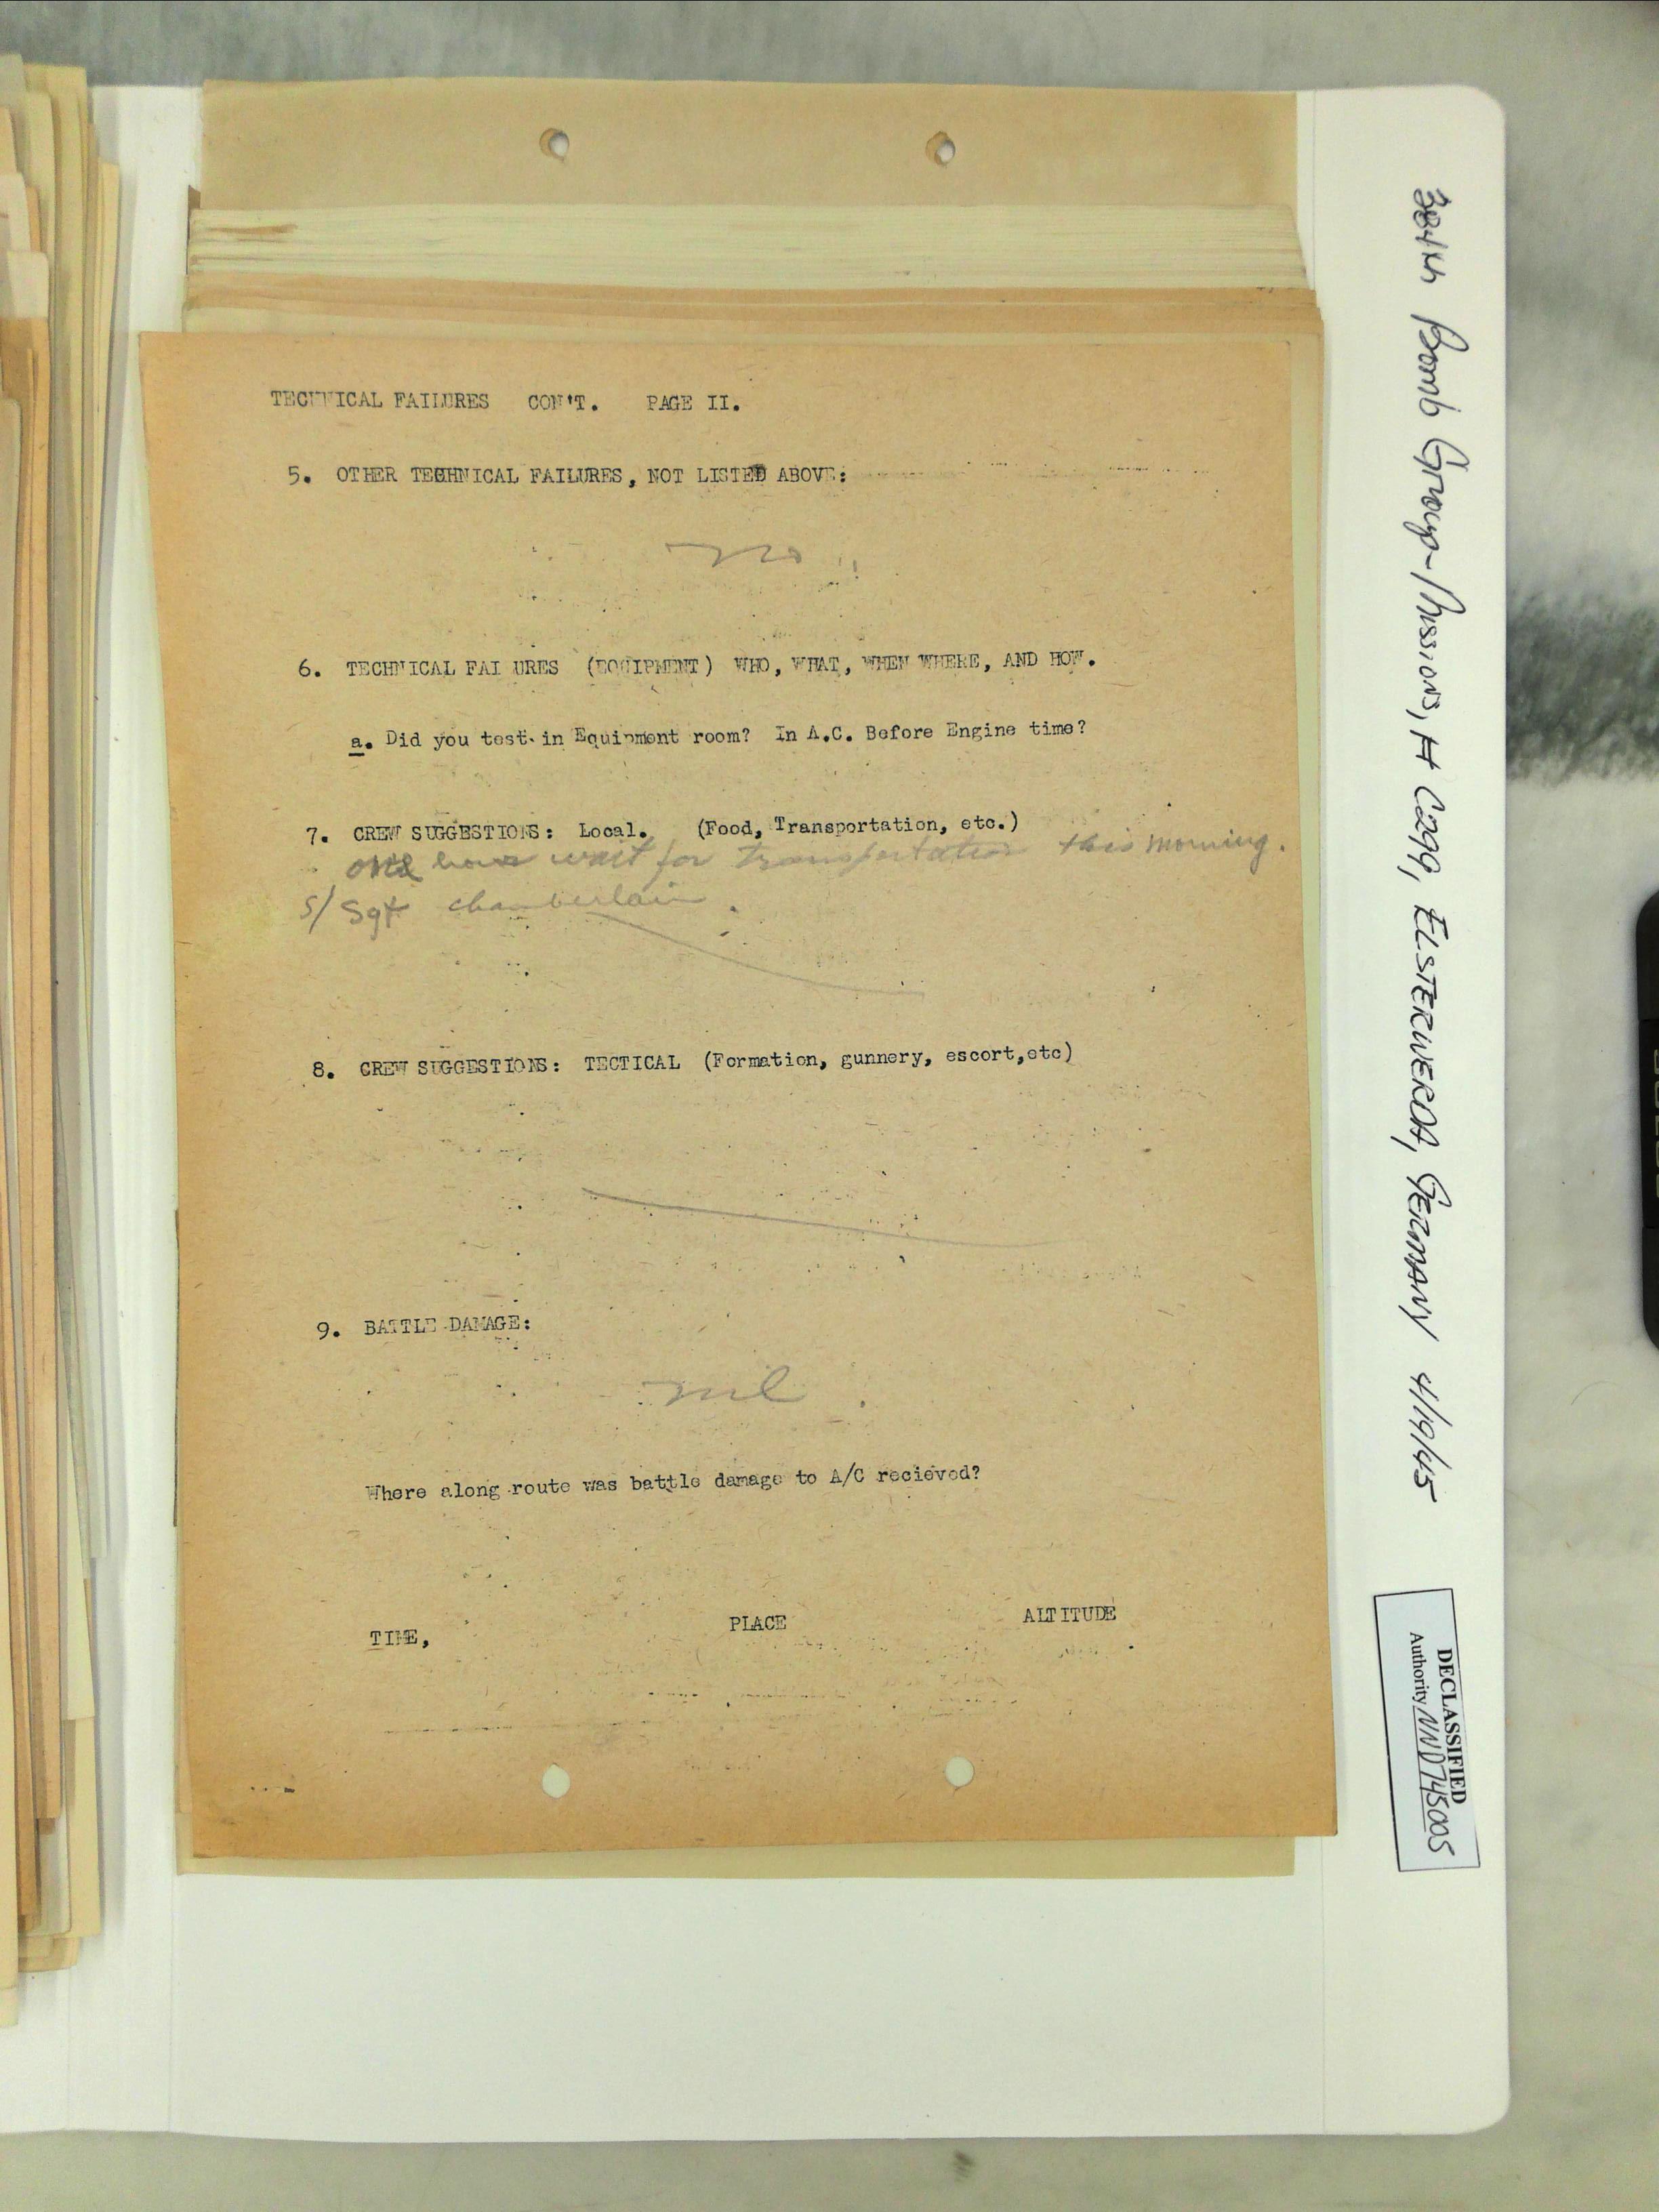 TECHNICAL FAILURES CON'T. PAGE II.
5. OTHER TECHNICAL FAILURES, NOT LISTED ABOVE:
no
6. TECHNICAL FAI URES (EQUIPMENT) WHO, WHAT, WHEN WHERE, AND HOW.
a. Did you test in Equipment room? In A.C. Before Engine time?
7. CREW SUGGESTIONS: Local. (Food, Transportation, etc.)
one hour wait for transportation this morning.
S/Sgt chamberlain.
8. CREW SUGGESTIONS: TECTICAL (Formation, gunnery, escort,etc)
9. BATTLE DAMAGE:
nil
Where along route was battle damage to A/C recieved?
TIME, PLACE ALTITUDE
384th Bomb Group-Missions, ELSTERWERDA, GERMANY 4/19/45
DECLASSIFIED
Authority NND745005